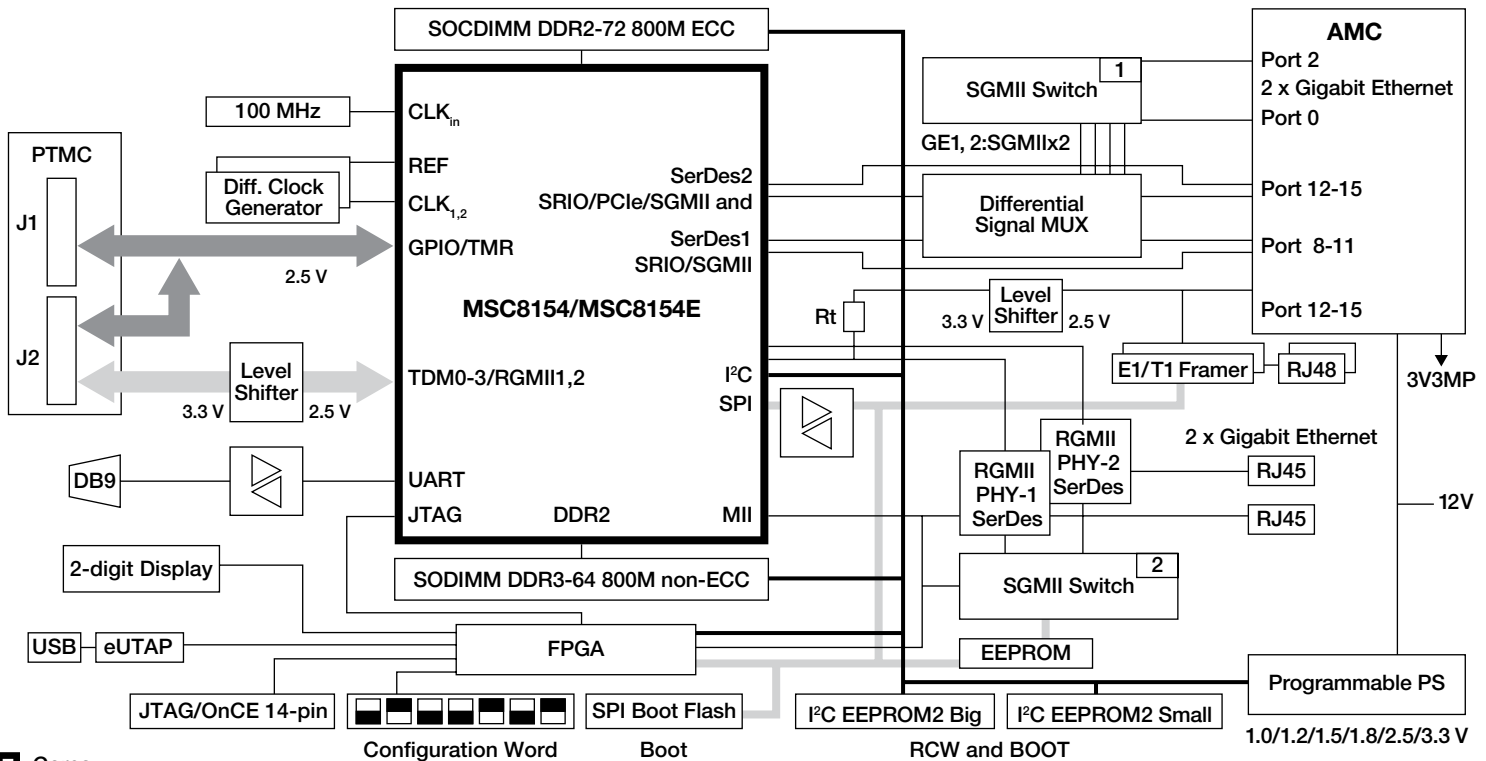 SOCDIMM DDR2-72 800M ECC
AMC
Port 2
2 x Gigabit Ethernet
Port 0
Port 12-15
Port 8-11
Port 12-15
1
SGMII Switch
GE1, 2:SGMIIx2
Differential
Signal MUX
100 MHz
CLKin
PTMC
J1
J2
Diff. Clock
Generator
REF
CLK1,2
GPIO/TMR
2.5 V
SerDes2
SRIO/PCIe/SGMII and
SerDes1
SRIO/SGMII
MSC8154/MSC8154E
Rt
3.3 V
Level
Shifter
2.5 V
E1/T1 Framer
RJ48
3V3MP
Level
Shifter
3.3 V
2.5 V
TDM0-3/RGMII1,2
I²C
SPI
RGMII
PHY-2
SerDes
RGMII
PHY-1
SerDes
2 x Gigabit Ethernet
RJ45
RJ45
12V
DB9
UART
JTAG
DDR2
MII
2-digit Display
SODIMM DDR3-64 800M non-ECC
2
SGMII Switch
USB
eUTAP
FPGA
EEPROM
JTAG/OnCE 14-pin
SPI Boot Flash
I²C EEPROM2 Big
I²C EEPROM2 Small
Programmable PS
Configuration Word
Boot
RCW and BOOT
1.0/1.2/1.5/1.8/2.5/3.3 V